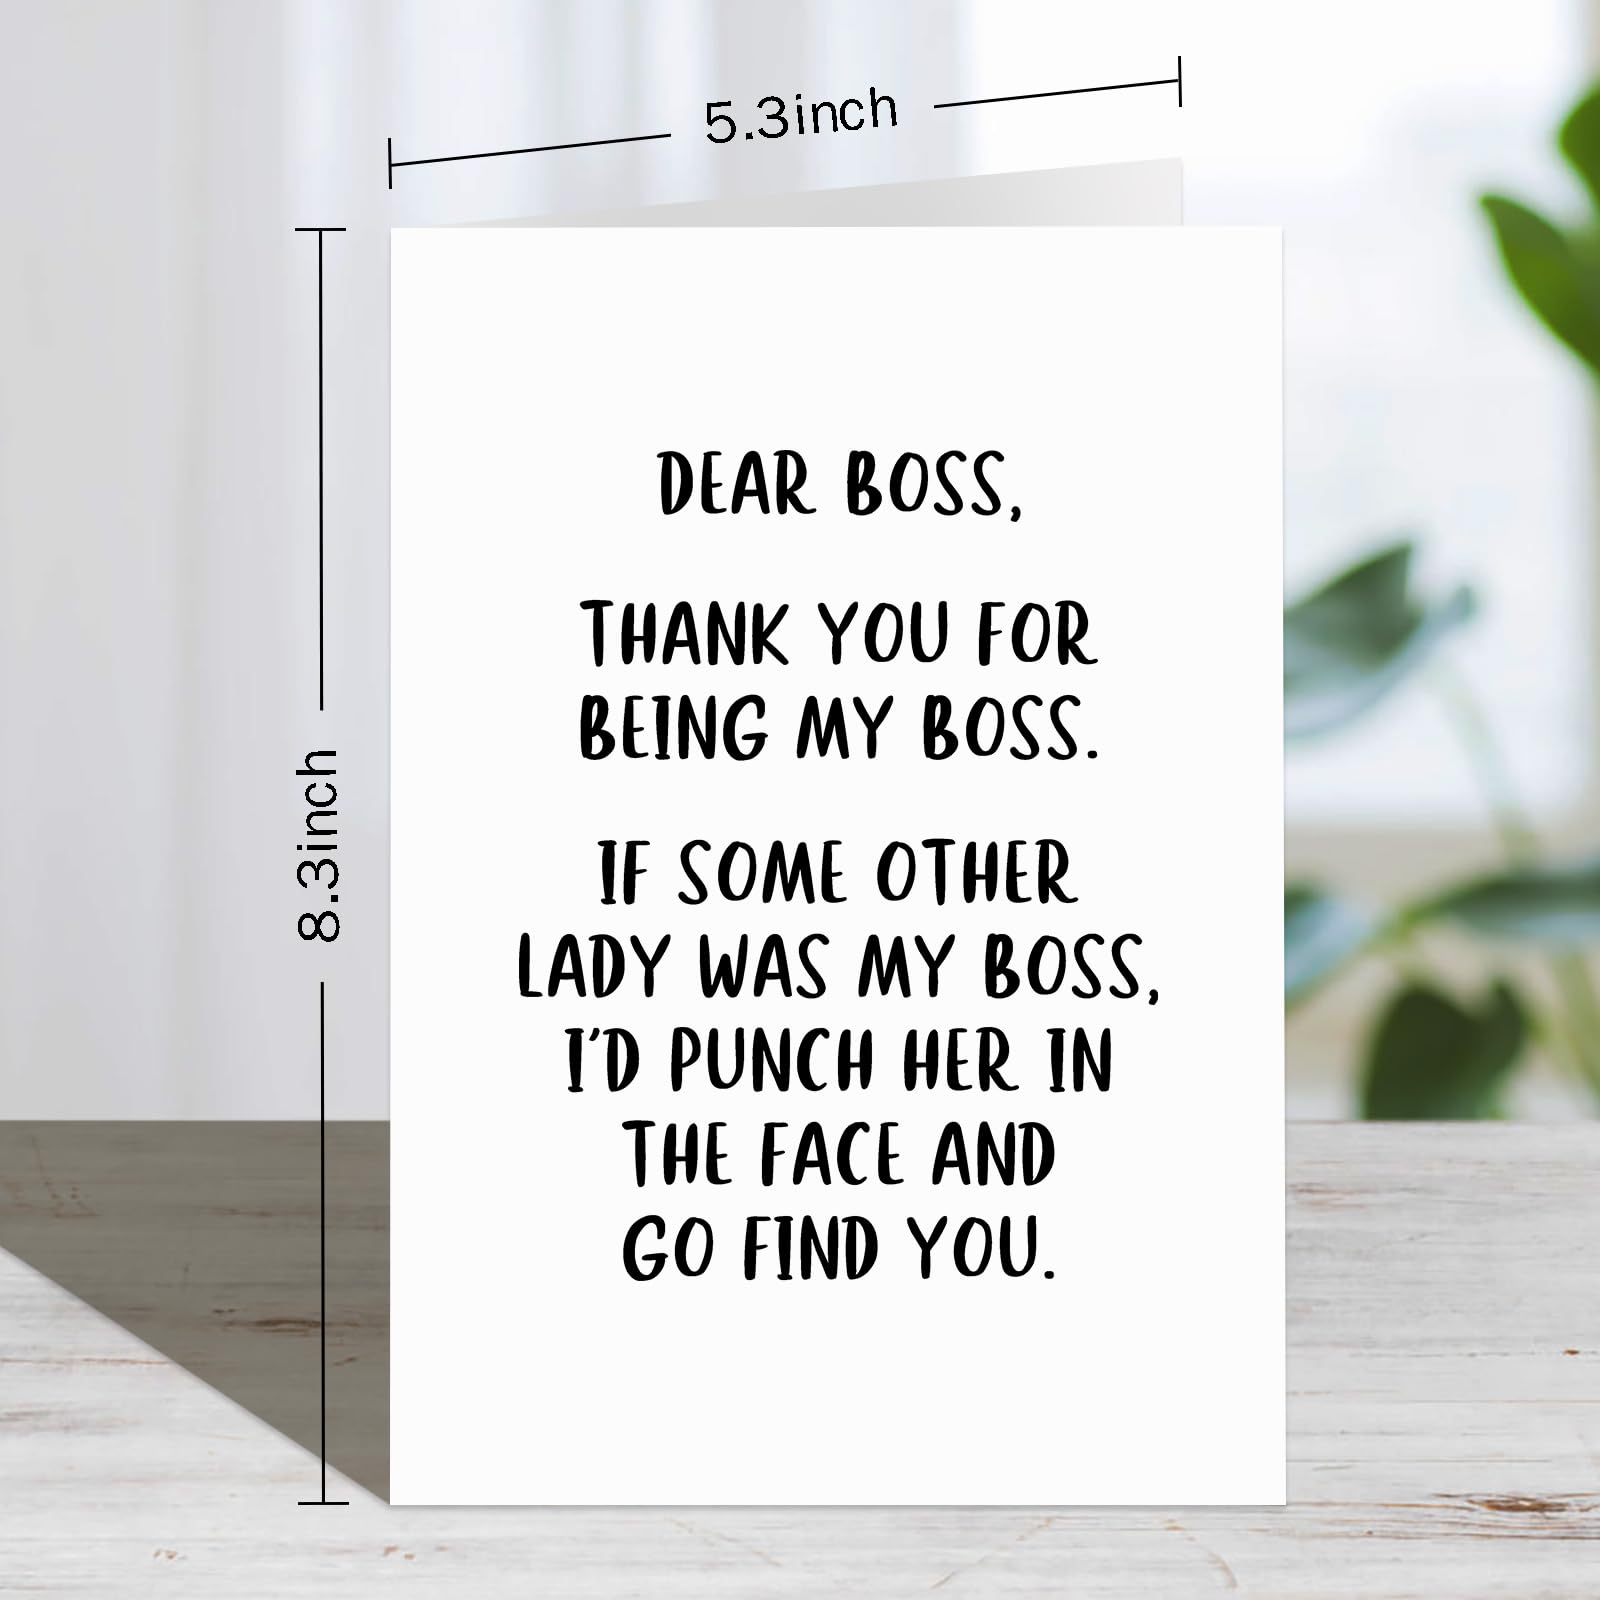 5.3inch
8.3inch
DEAR BOSS,
THANK YOU FOR
BEING MY BOSS.
IF SOME OTHER
LADY WAS MY BOSS,
I'D PUNCH HER IN
THE FACE AND
GO FIND YOU.